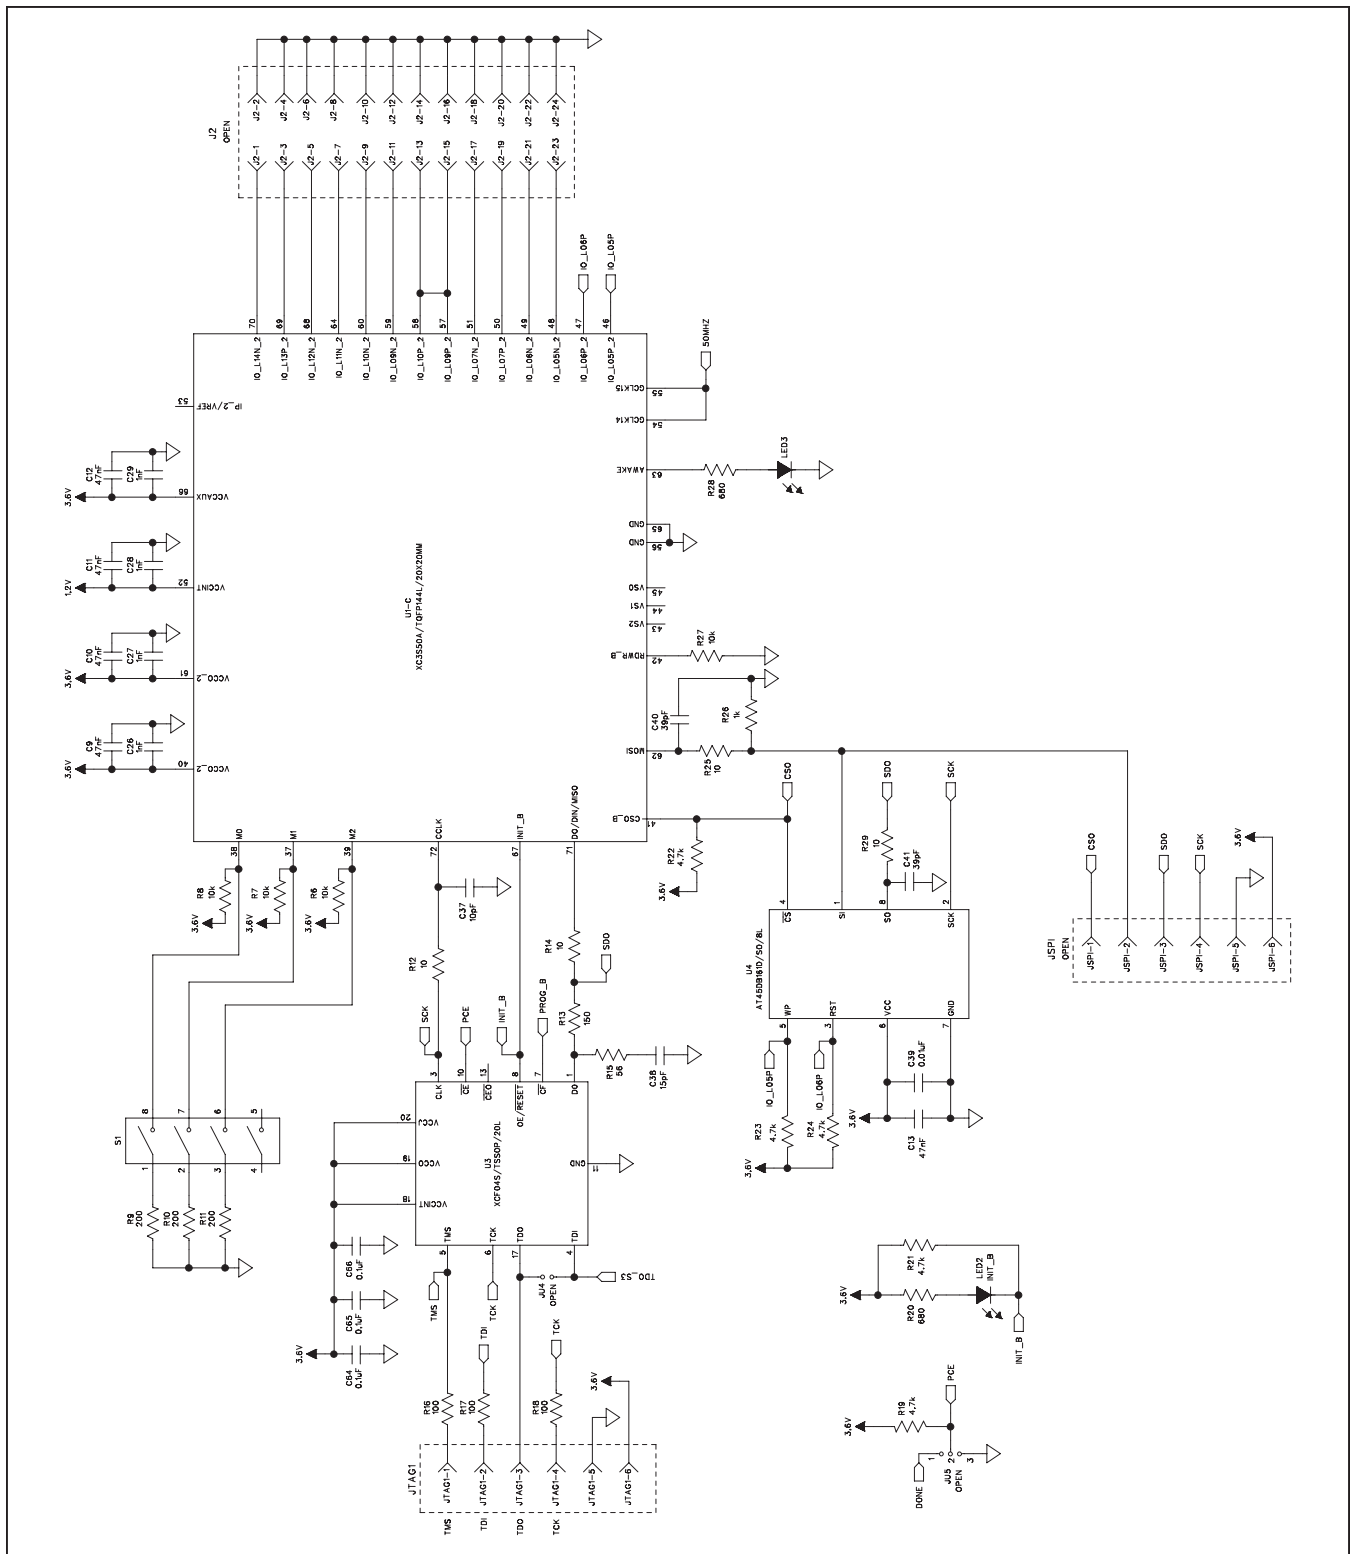 J2
OPEN
J2-2
J2-4
J2-6
J2-8
J2-10
J2-12
J2-14
J2-16
J2-18
J2-20
J2-22
J2-24
J2-1
J2-3
J2-5
J2-7
J2-9
J2-11
J2-13
J2-15
J2-17
J2-19
J2-21
J2-23
IO_L06P
IO_L05P
70
69
68
64
60
59
58
57
51
50
49
48
47
46
IO_L14N_2
IO_L13P_2
IO_L12N_2
IO_L11N_2
IO_L10N_2
IO_L09N_2
IO_L10P_2
IO_L09P_2
IO_L07N_2
IO_L07P_2
IO_L06N_2
IO_L05N_2
IO_L06P_2
IO_L05P_2
53
IP_2/VREF
C12
47nF
C29
1nF
3.6V
66
VCCAUX
C11
47nF
C28
1nF
1.2V
52
VCCINT
C10
47nF
C27
1nF
3.6V
61
VCCO_2
C9
47nF
C26
1nF
3.6V
40
VCCO_2
U1-C
XC3S50A/TQFP144L/20X20MM
50MHZ
GCLK15
55
GCLK14
54
AWAKE
63
R28
680
LED3
GND
65
GND
56
VS0
45
VS1
44
VS2
43
RDWR_B
42
R27
10k
C40
39pF
R26
1k
MOSI
62
R25
10
CSO_B
41
R22
4.7k
3.6V
M0
38
M1
37
M2
39
CCLK
72
INIT_B
67
D0/DIN/MISO
71
R8
10k
3.6V
R7
10k
3.6V
R6
10k
3.6V
C37
10pF
R12
10
R14
10
SDO
R13
150
R15
56
C38
15pF
SCK
PCE
INIT_B
PROG_B
3
CLK
10
CE
13
CEO
8
OE/RESET
7
CF
1
D0
20
VCCJ
19
VCCO
18
VCCINT
U3
XCF04S/TSSOP/20L
GND
11
TMS
5
TCK
6
TDO
17
TDI
4
S1
8
7
6
5
1
2
3
4
R9
200
R10
200
R11
200
C66
0.1uF
C65
0.1uF
C64
0.1uF
3.6V
TMS
TCK
JU4
OPEN
TDO_S3
TDI
TCK
R16
100
R17
100
R18
100
3.6V
JTAG1
JTAG1-1
JTAG1-2
JTAG1-3
JTAG1-4
JTAG1-5
JTAG1-6
TMS
TDI
TDO
TCK
CSO
SDO
SCK
R29
10
C41
39pF
4
CS
1
SI
8
SO
2
SCK
U4
AT45DB161D/SO/8L
WP
5
RST
3
VCC
6
GND
7
IO_L05P
IO_L06P
R23
4.7k
R24
4.7k
3.6V
C39
0.01uF
C13
47nF
3.6V
CSO
SDO
SCK
3.6V
JSPI
OPEN
JSPI-1
JSPI-2
JSPI-3
JSPI-4
JSPI-5
JSPI-6
R21
4.7k
R20
680
LED2
INIT_B
3.6V
INIT_B
R19
4.7k
3.6V
PCE
1
2
3
JU5
OPEN
DONE